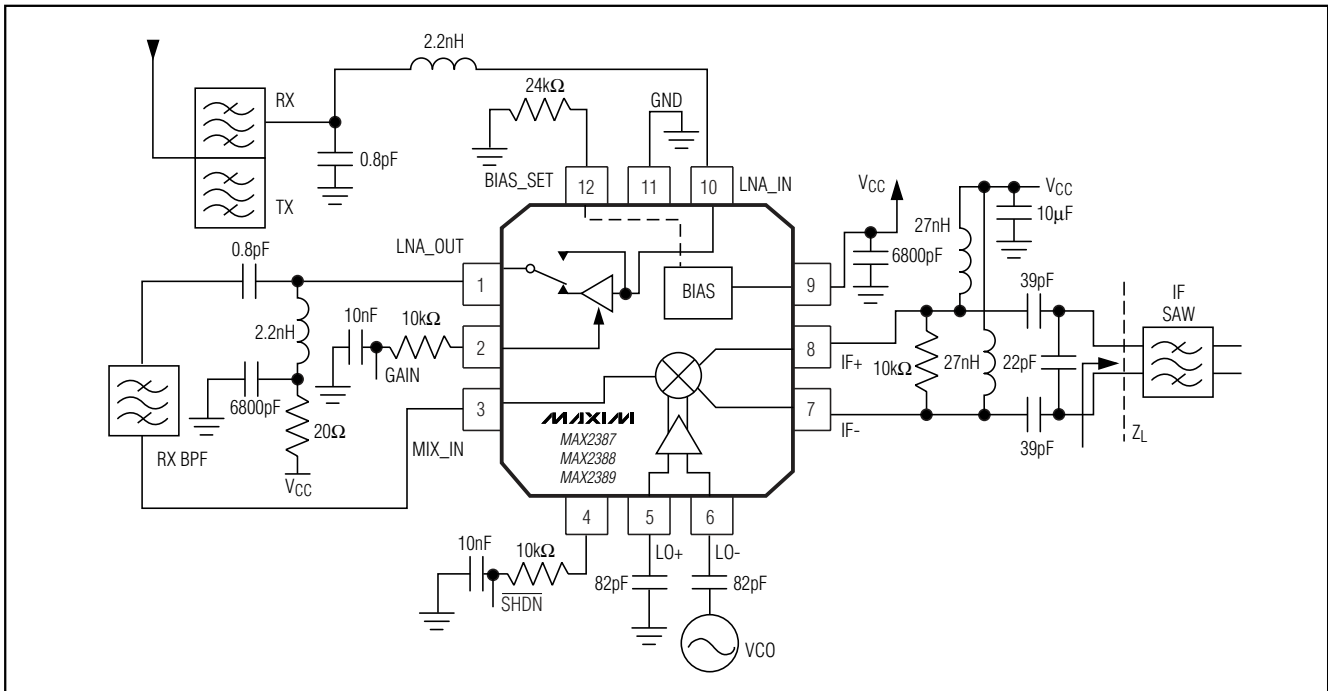 2.2nH
24kΩ
GND
RX
0.8pF
TX
BIAS_SET
12
11
10
LNA_IN
VCC
VCC
10μF
27nH
6800pF
LNA_OUT
0.8pF
1
9
BIAS
39pF
IF
SAW
2.2nH
10nF
10kΩ
2
8
IF+
10kΩ
27nH
22pF
GAIN
6800pF
3
7
20Ω
MIX_IN
MAXIM
MAX2387
MAX2388
MAX2389
IF-
39pF
ZL
RX BPF
VCC
4
5
6
10nF
10kΩ
LO+
LO-
82pF
82pF
SHDN
VCO